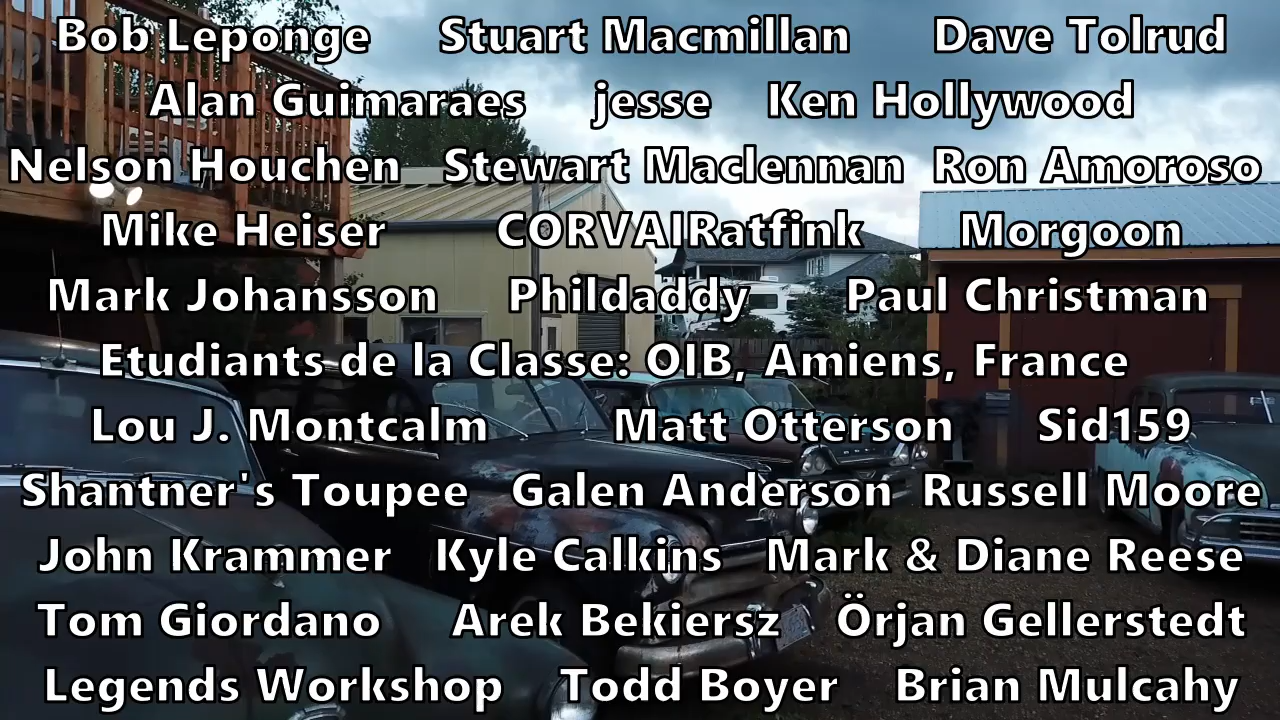 Bob Leponge Stuart Macmillan Dave Tolrud
Alan Guimaraes jesse Ken Hollywood
Nelson Houchen Stewart Maclennan Ron Amoroso
Mike Heiser CORVAIRatfink Morgoon
Mark Johansson Phildaddy Paul Christman
Etudiants de la Classe: OIB, Amiens, France
Lou J. Montcalm Matt Otterson Sid159
Shantner's Toupee Galen Anderson Russell Moore
John Krammer Kyle Calkins Mark & Diane Reese
Tom Giordano Arek Bekiersz Örjan Gellerstedt
Legends Workshop Todd Boyer Brian Mulcahy